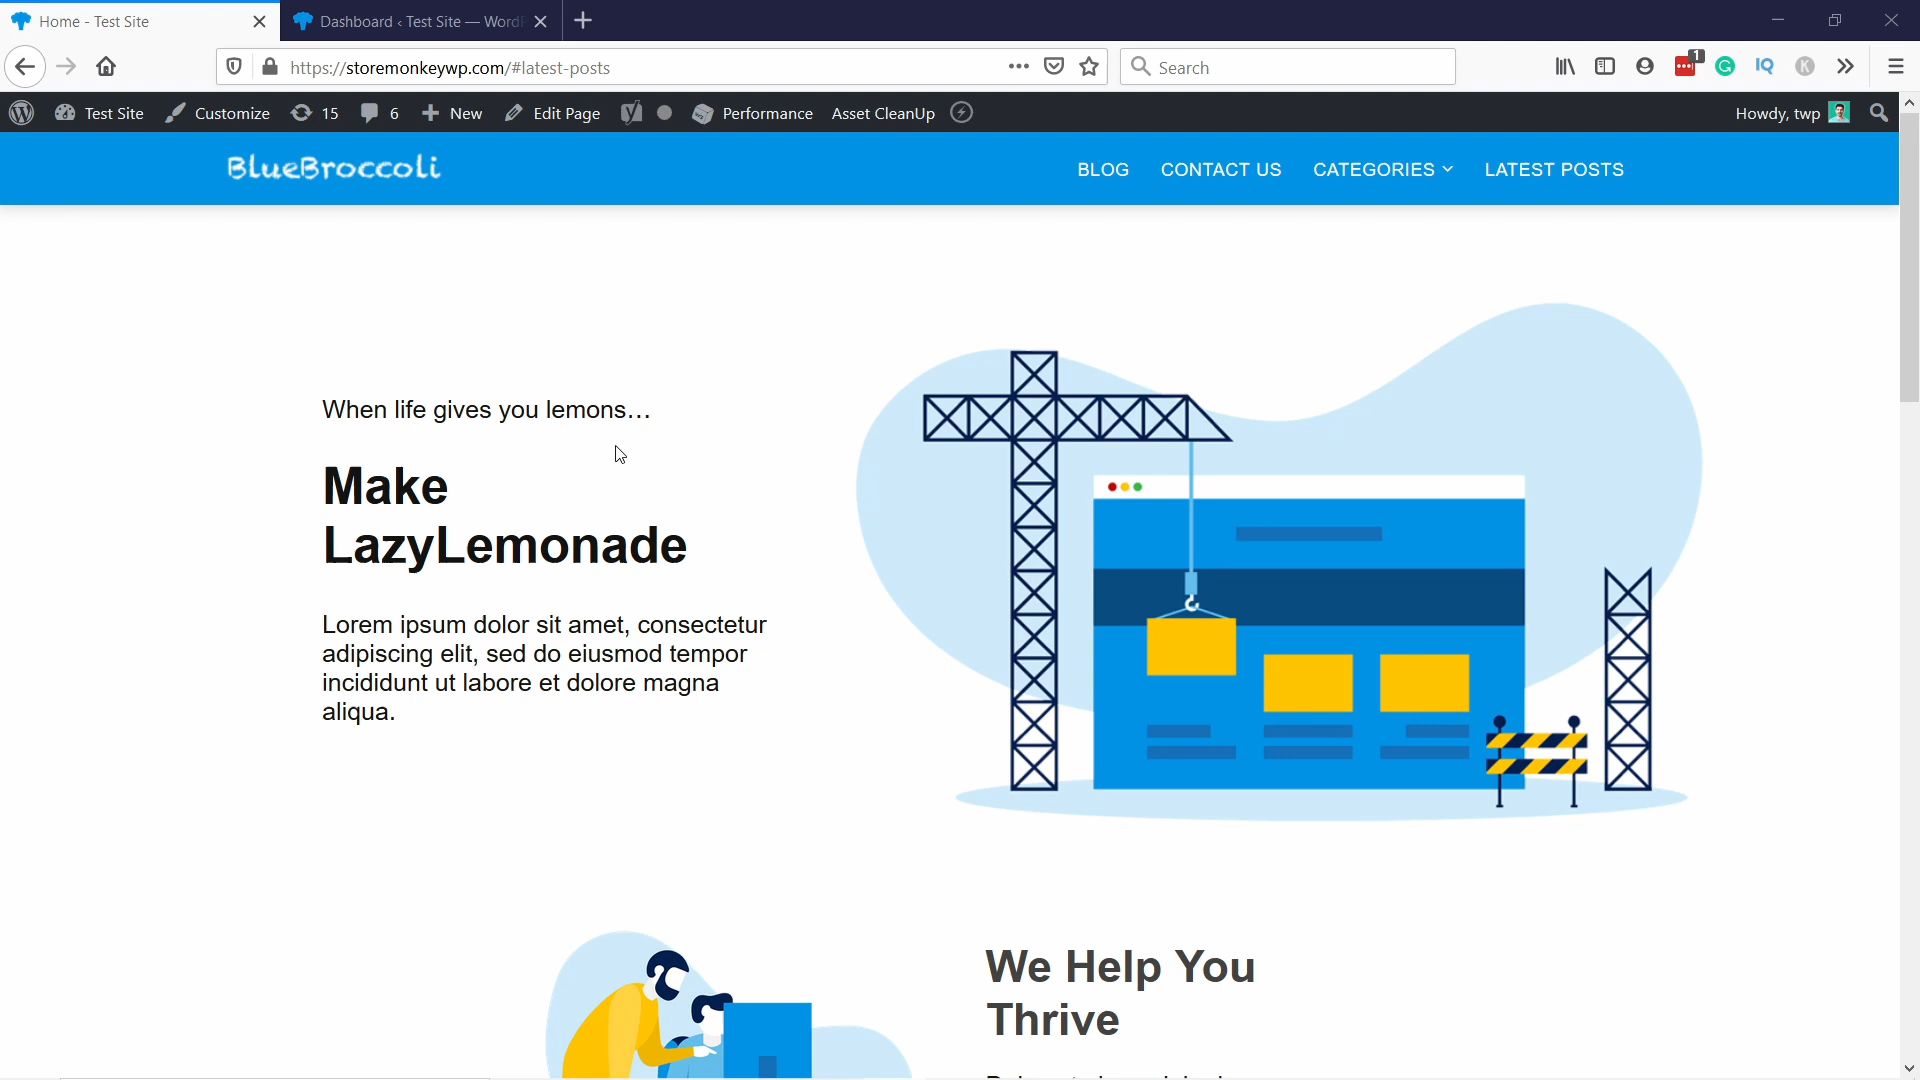 Home - Test Site
Dashboard ‹ Test Site — WordP
https://storemonkeywp.com/#latest-posts
Search
1
IQ
K
Test Site
Customize
15
6
New
Edit Page
Performance
Asset CleanUp
Howdy, twp
BlueBroccoli
BLOG
CONTACT US
CATEGORIES
LATEST POSTS
When life gives you lemons…
Make
LazyLemonade
Lorem ipsum dolor sit amet, consectetur
adipiscing elit, sed do eiusmod tempor
incididunt ut labore et dolore magna
aliqua.
We Help You
Thrive